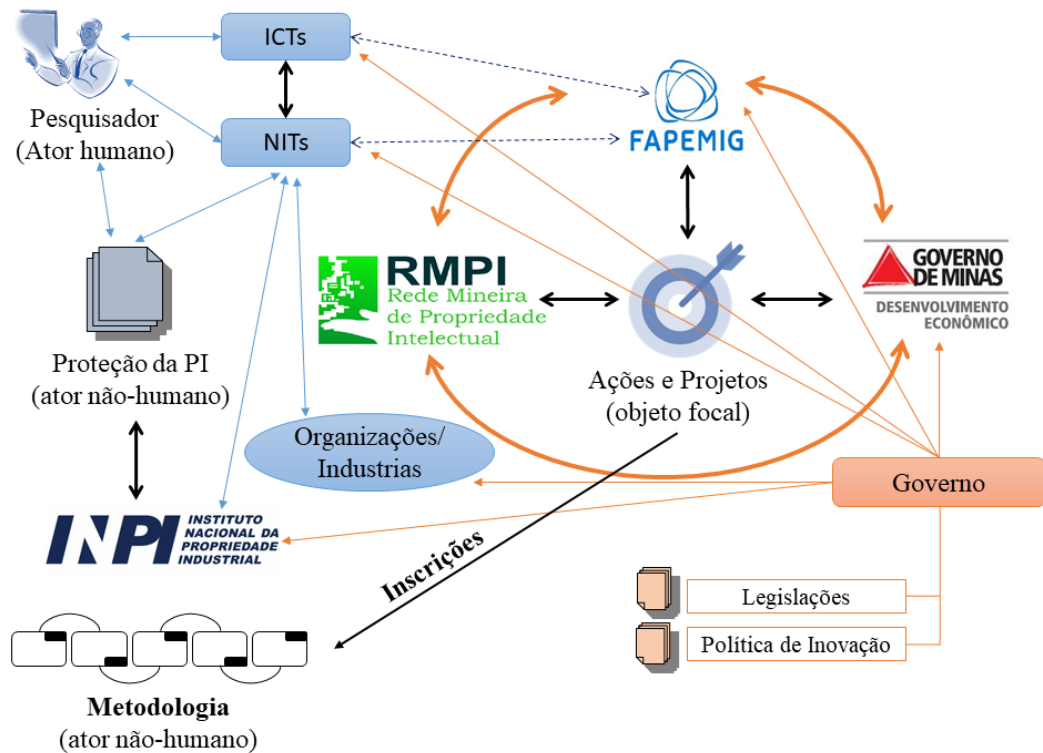 ICTs
Pesquisador
(Ator humano)
NITs
FAPEMIG
RMPI
Rede Mineira
de Propriedade
Intelectual
GOVERNO
DE MINAS
DESENVOLVIMENTO
ECONÔMICO
Proteção da PI
(ator não-humano)
Ações e Projetos
(objeto focal)
Organizações/
Industrias
Governo
INPI
INSTITUTO
NACIONAL DA
PROPRIEDADE
INDUSTRIAL
Inscrições
Legislações
Política de Inovação
Metodologia
(ator não-humano)